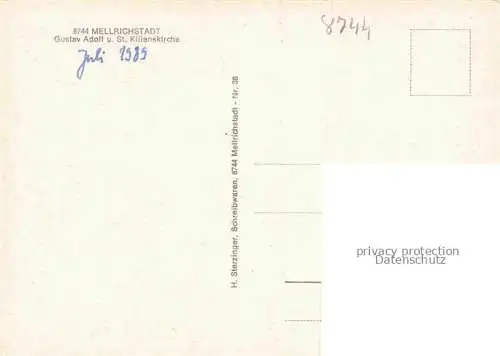 8744 MELLRICHSTADT
Gustav Adolf u. St. Kilianskirche
Juli 1989
8744
H. Sterzinger, Schreibwaren, 8744 Mellrichstadt - Nr. 38
privacy protection
Datenschutz